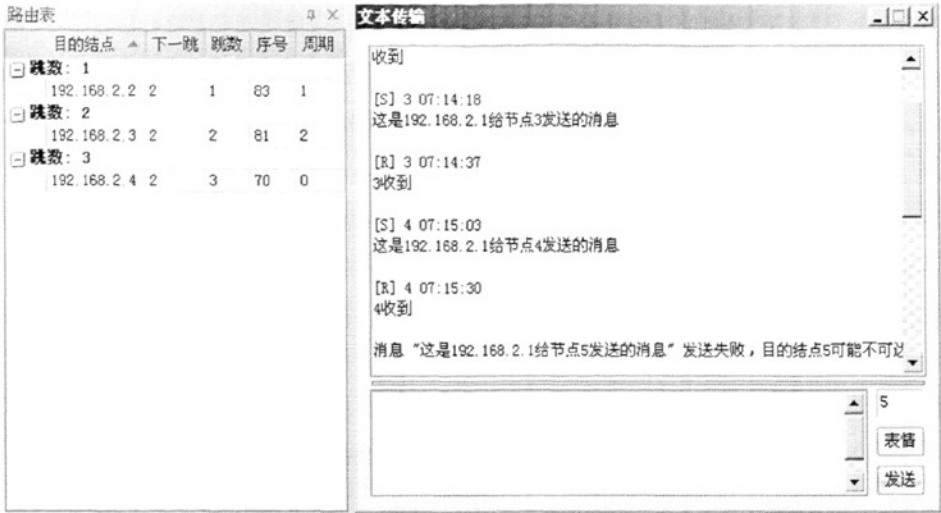 路由表
目的结点 下一跳 跳数 序号 周期
跳数: 1
192.168.2.2 2 1 83 1
跳数: 2
192.168.2.3 2 2 81 2
跳数: 3
192.168.2.4 2 3 70 0
文本传输
收到
[S] 3 07:14:18
这是192.168.2.1给节点3发送的消息
[R] 3 07:14:37
3收到
[S] 4 07:15:03
这是192.168.2.1给节点4发送的消息
[R] 4 07:15:30
4收到
消息 "这是192.168.2.1给节点5发送的消息" 发送失败，目的结点5可能不可达
5
表情
发送